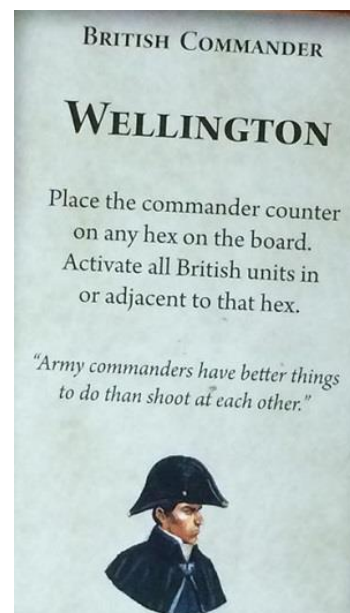 British Commander
Wellington
Place the commander counter
on any hex on the board.
Activate all British units in
or adjacent to that hex.
"Army commanders have better things
to do than shoot at each other."